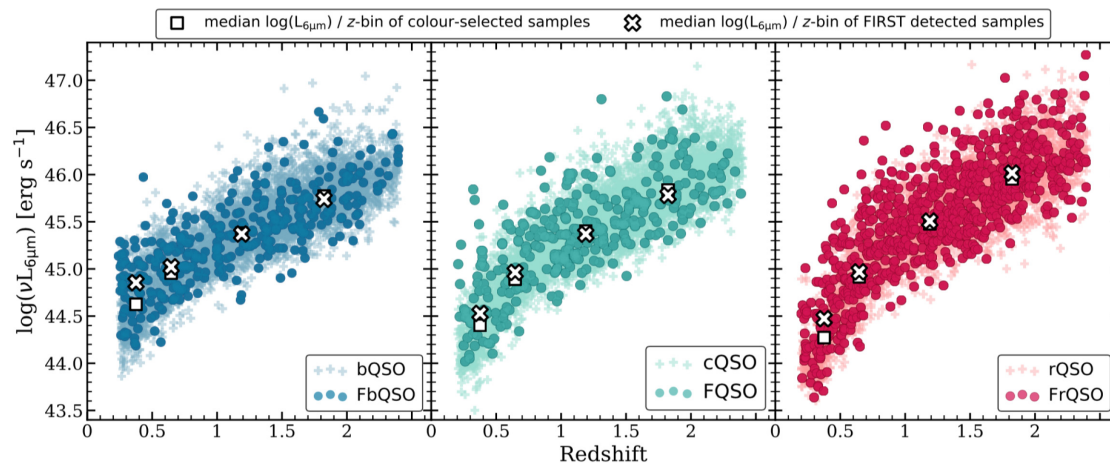 median log(L6μm) / z-bin of colour-selected samples
median log(L6μm) / z-bin of FIRST detected samples
log(νL6μm) [erg s−1]
47.0
46.5
46.0
45.5
45.0
44.5
44.0
43.5
bQSO
FbQSO
cQSO
FQSO
rQSO
FrQSO
0 0.5 1 1.5 2 0 0.5 1 1.5 2 0 0.5 1 1.5 2
Redshift